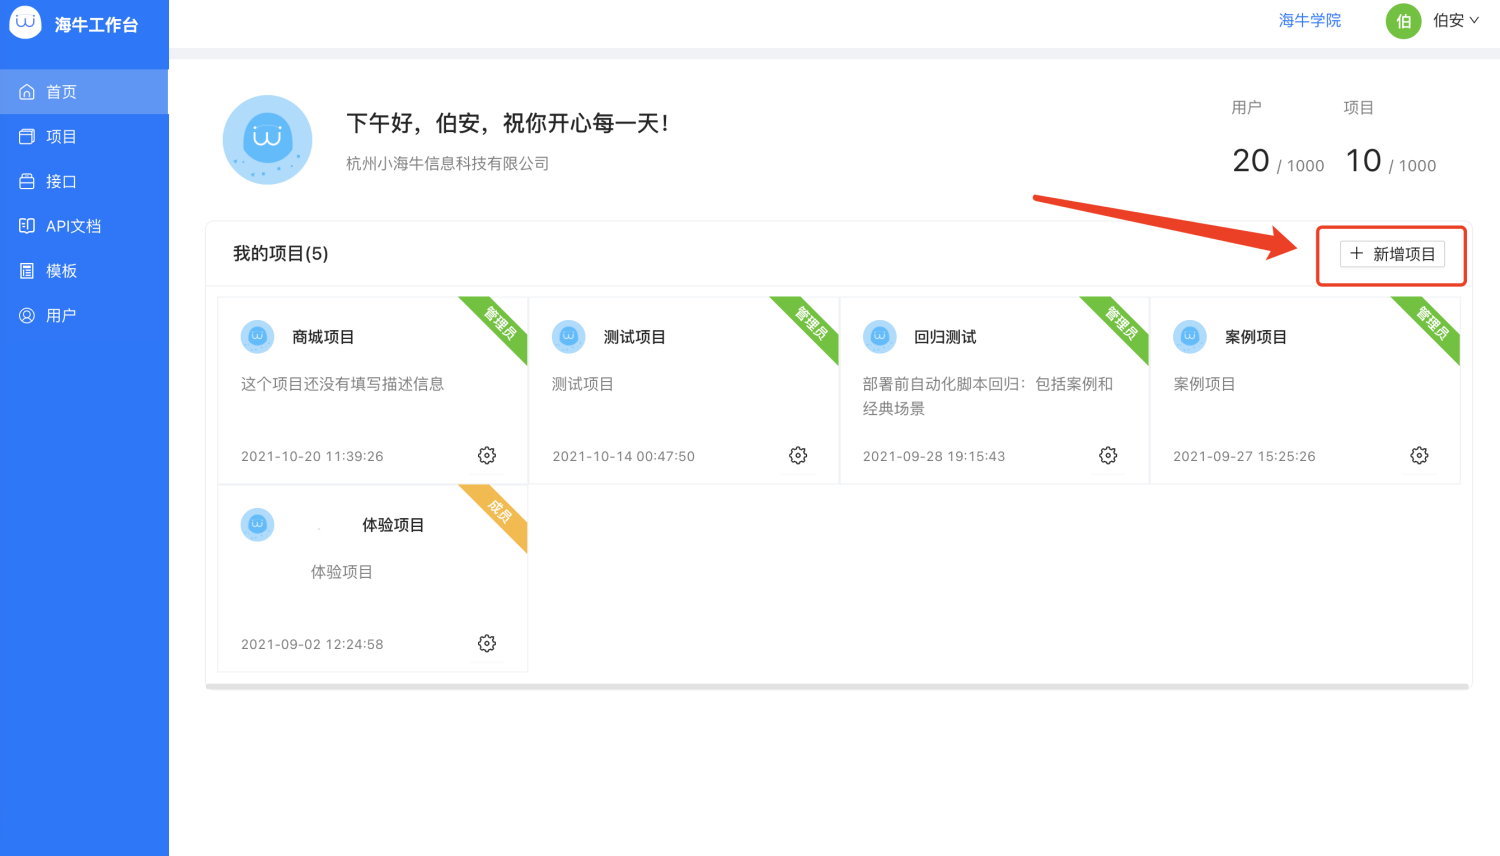 海牛工作台
海牛学院
伯
伯安
首页
项目
接口
API文档
模板
用户
下午好，伯安，祝你开心每一天！
杭州小海牛信息科技有限公司
用户
项目
20 / 1000
10 / 1000
我的项目(5)
新增项目
商城项目
管理员
这个项目还没有填写描述信息
2021-10-20 11:39:26
测试项目
管理员
测试项目
2021-10-14 00:47:50
回归测试
管理员
部署前自动化脚本回归：包括案例和
经典场景
2021-09-28 19:15:43
案例项目
管理员
案例项目
2021-09-27 15:25:26
体验项目
成员
体验项目
2021-09-02 12:24:58